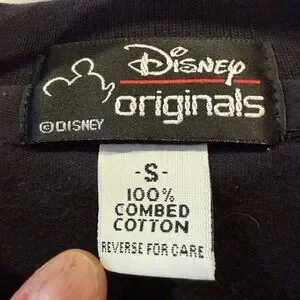 Disney
originals
©DISNEY
-S-
100%
COMBED
COTTON
REVERSE FOR CARE